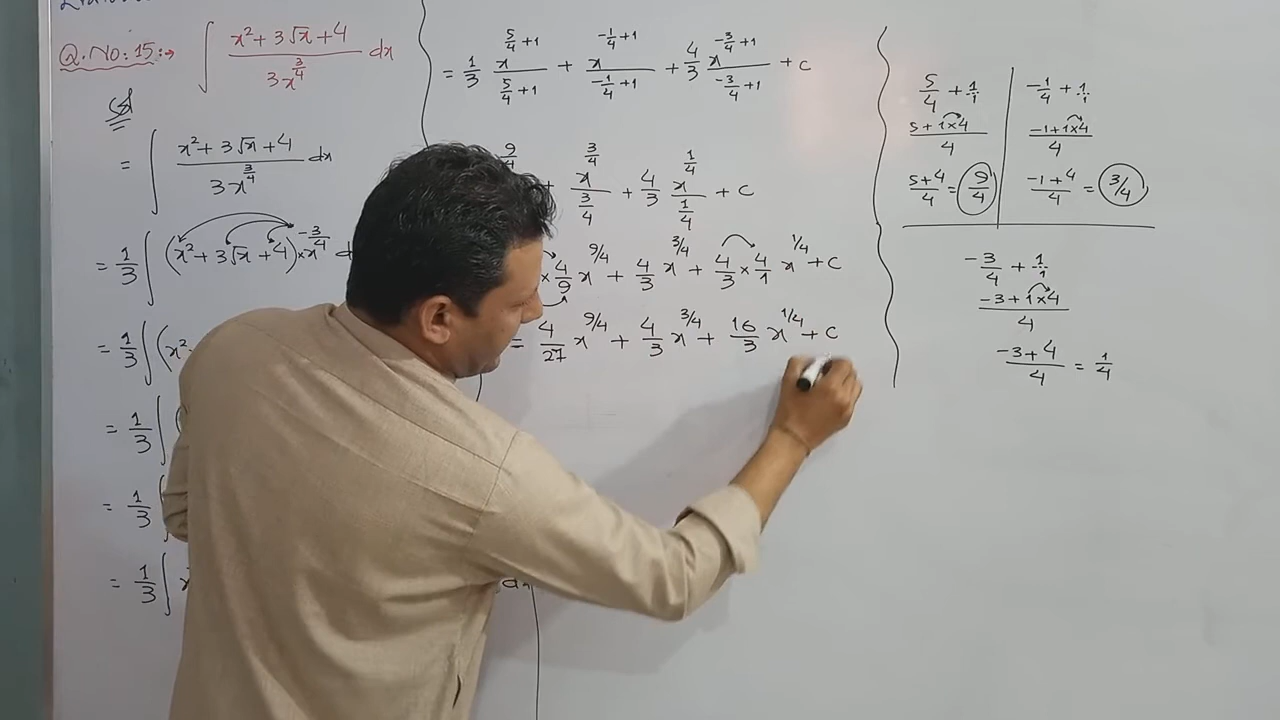 Q.No: 15:→ ∫ (x² + 3√x + 4)/(3x^(3/4)) dx
Sol
= ∫ (x² + 3√x + 4)/(3x^(3/4)) dx
= 1/3 ∫ (x² + 3√x + 4) × x^(-3/4) d
= 1/3 ∫ (x²
= 1/3 ∫
= 1/3 ∫
= 1/3 ∫ x dx
= 1/3 x^(5/4 + 1)/(5/4 + 1) + x^(-1/4 + 1)/(-1/4 + 1) + 4/3 x^(-3/4 + 1)/(-3/4 + 1) + c
9/4 + x^(3/4)/(3/4) + 4/3 x^(1/4)/(1/4) + c
× 4/9 x^(9/4) + 4/3 x^(3/4) + 4/3 × 4/1 x^(1/4) + c
= 4/27 x^(9/4) + 4/3 x^(3/4) + 16/3 x^(1/4) + c
5/4 + 1/1
(5 + 1×4)/4
(5+4)/4 = 9/4
-1/4 + 1/1
(-1 + 1×4)/4
(-1+4)/4 = 3/4
-3/4 + 1/1
(-3 + 1×4)/4
(-3+4)/4 = 1/4